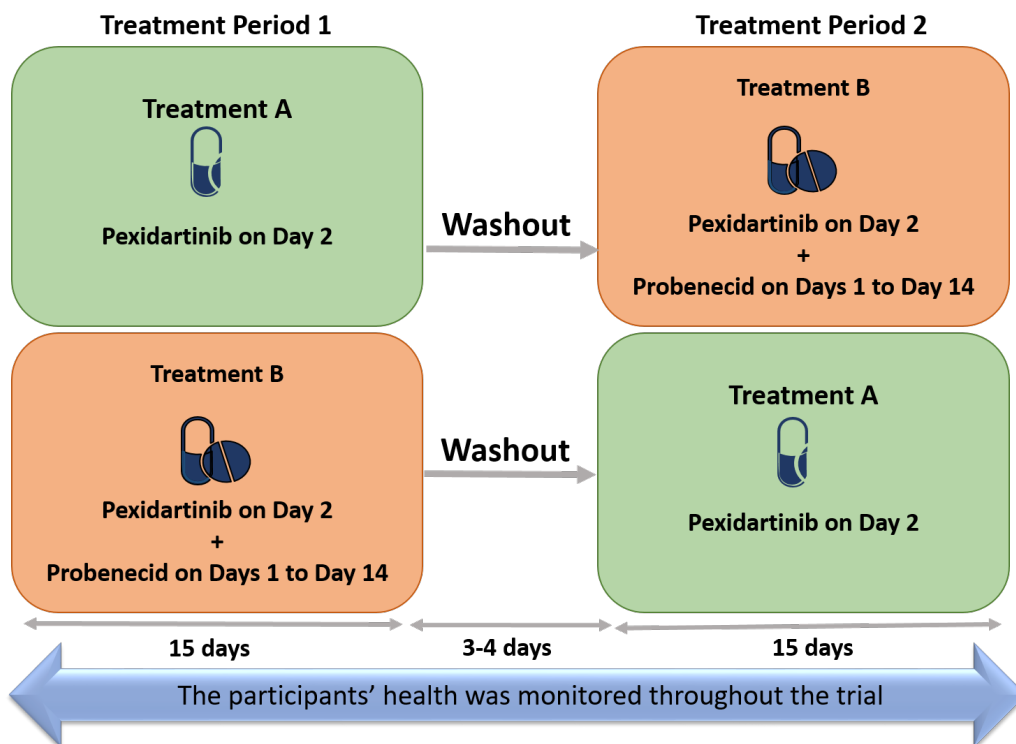 Treatment Period 1
Treatment Period 2
Treatment A
Pexidartinib on Day 2
Washout
Treatment B
Pexidartinib on Day 2
+
Probenecid on Days 1 to Day 14
Treatment B
Pexidartinib on Day 2
+
Probenecid on Days 1 to Day 14
Washout
Treatment A
Pexidartinib on Day 2
15 days
3-4 days
15 days
The participants’ health was monitored throughout the trial